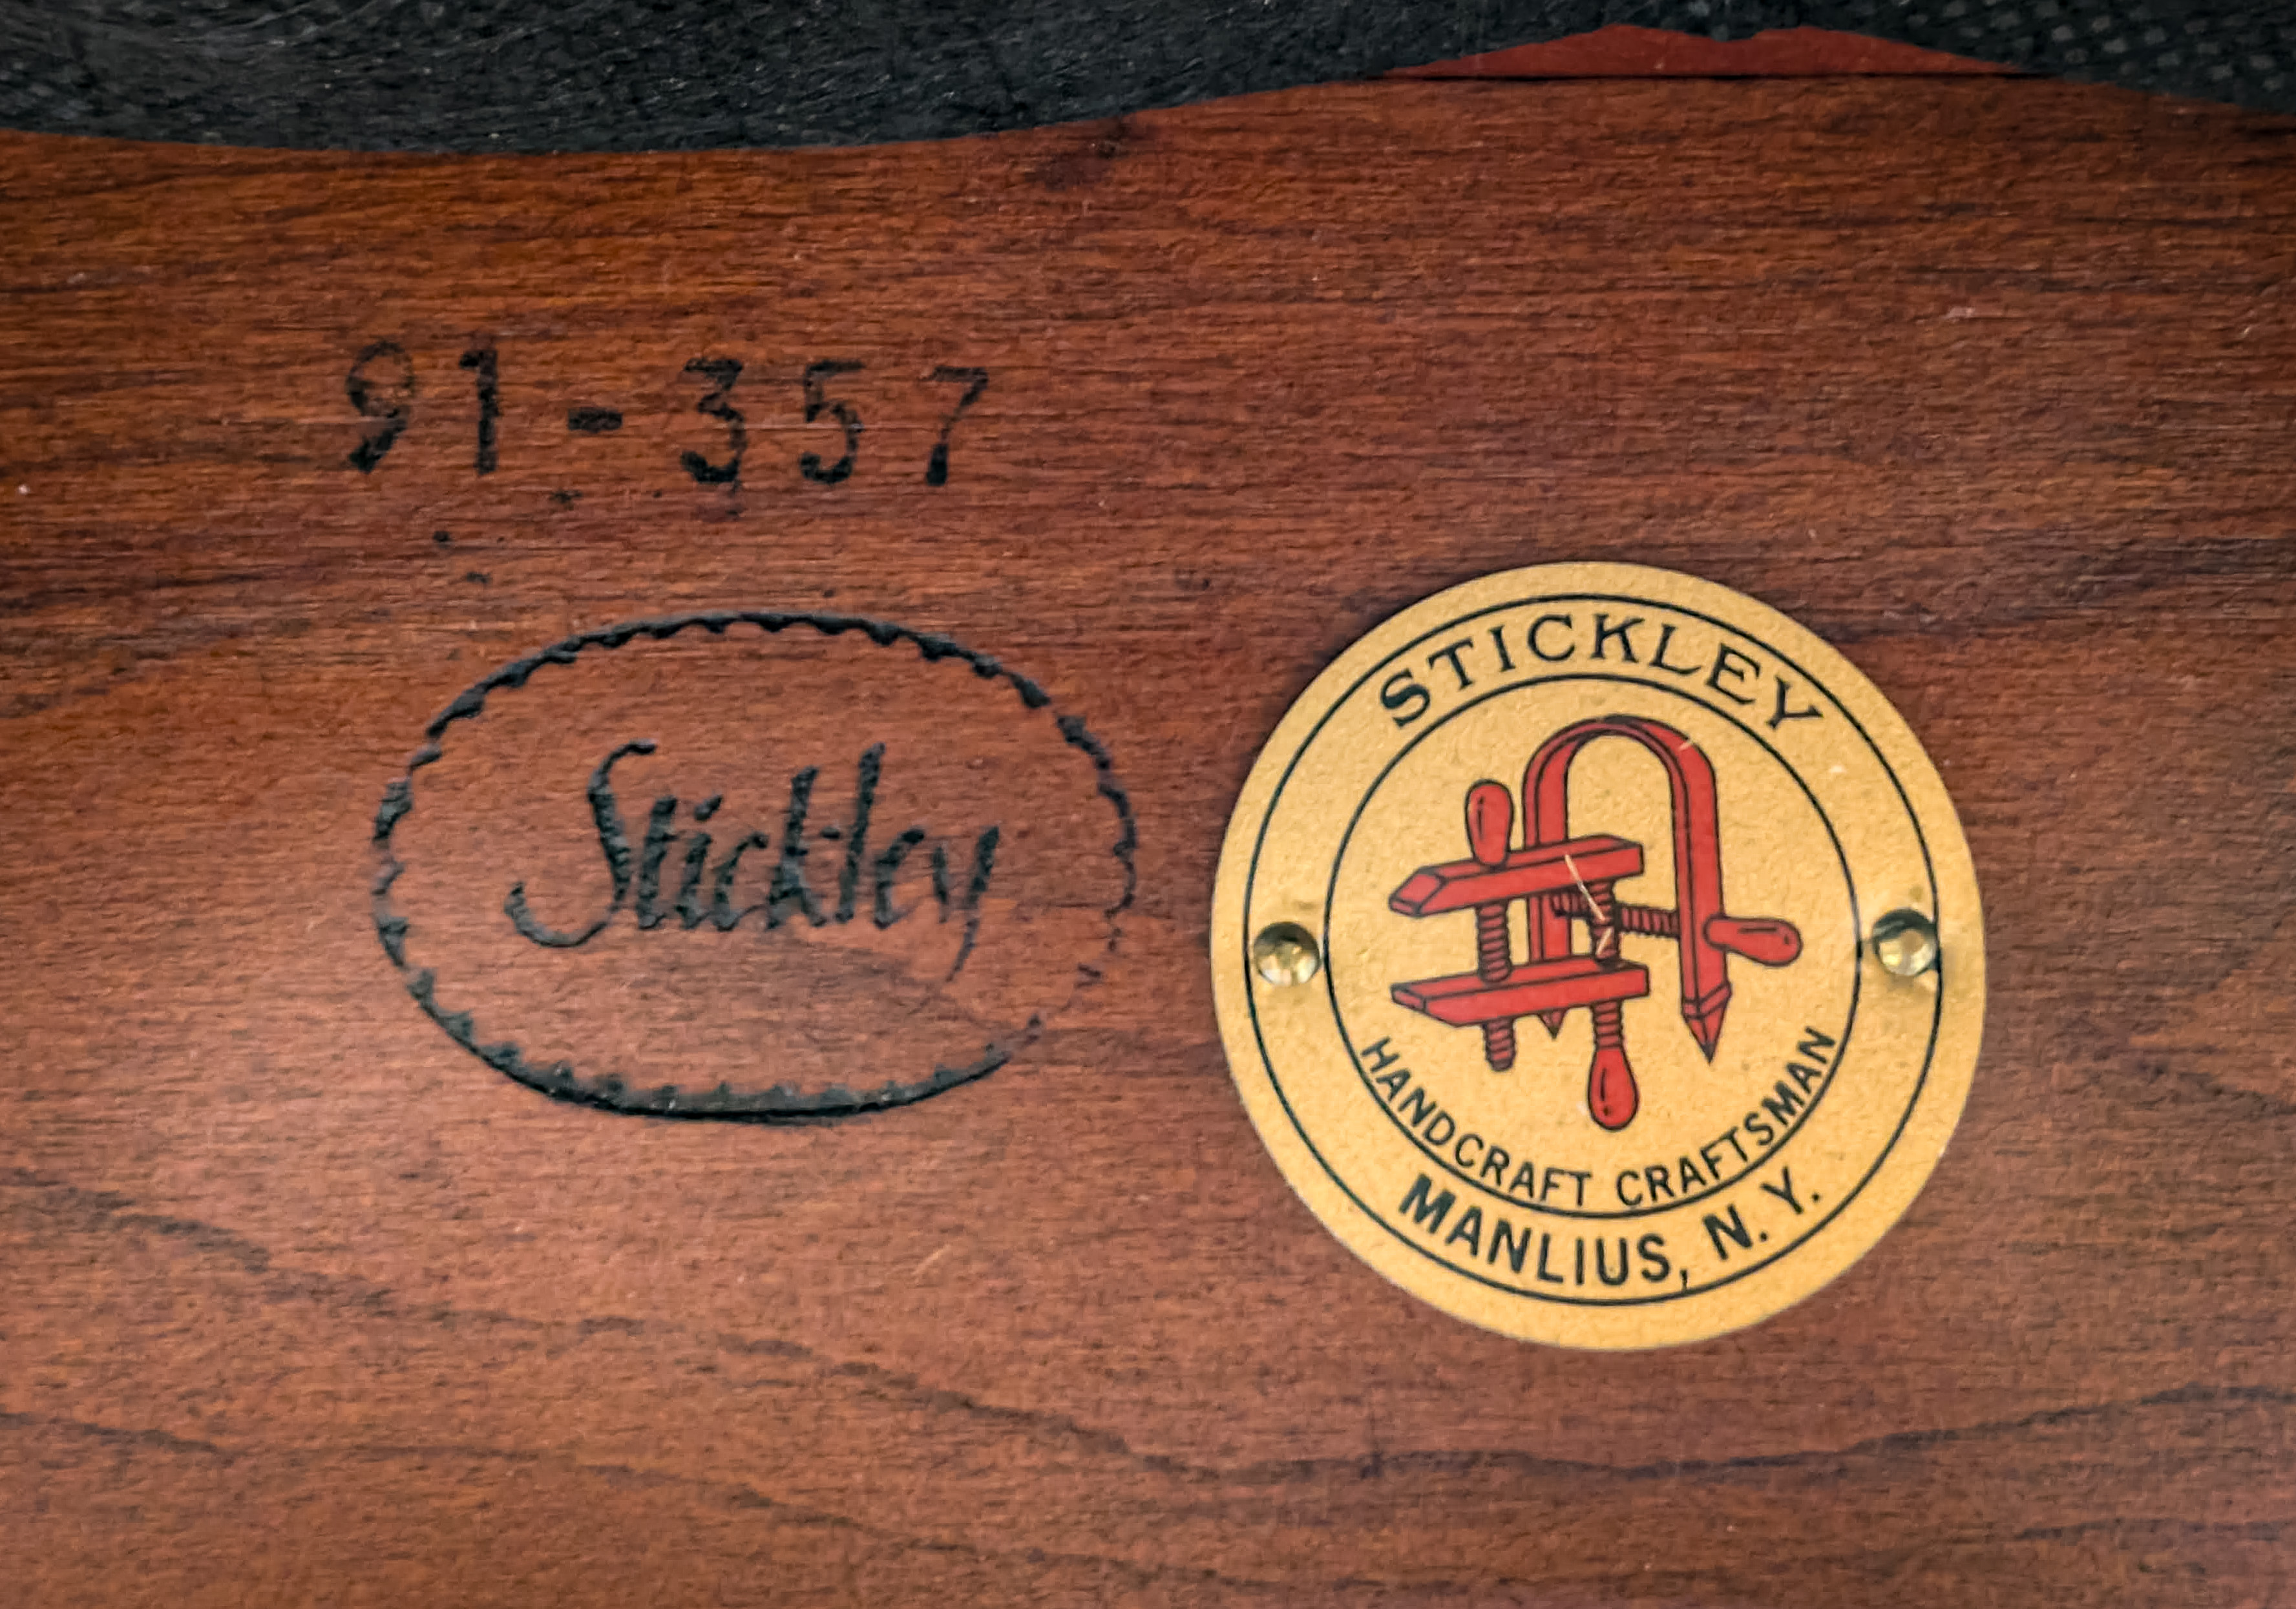 91-357
Stickley
STICKLEY
HANDCRAFT CRAFTSMAN
MANLIUS, N. Y.